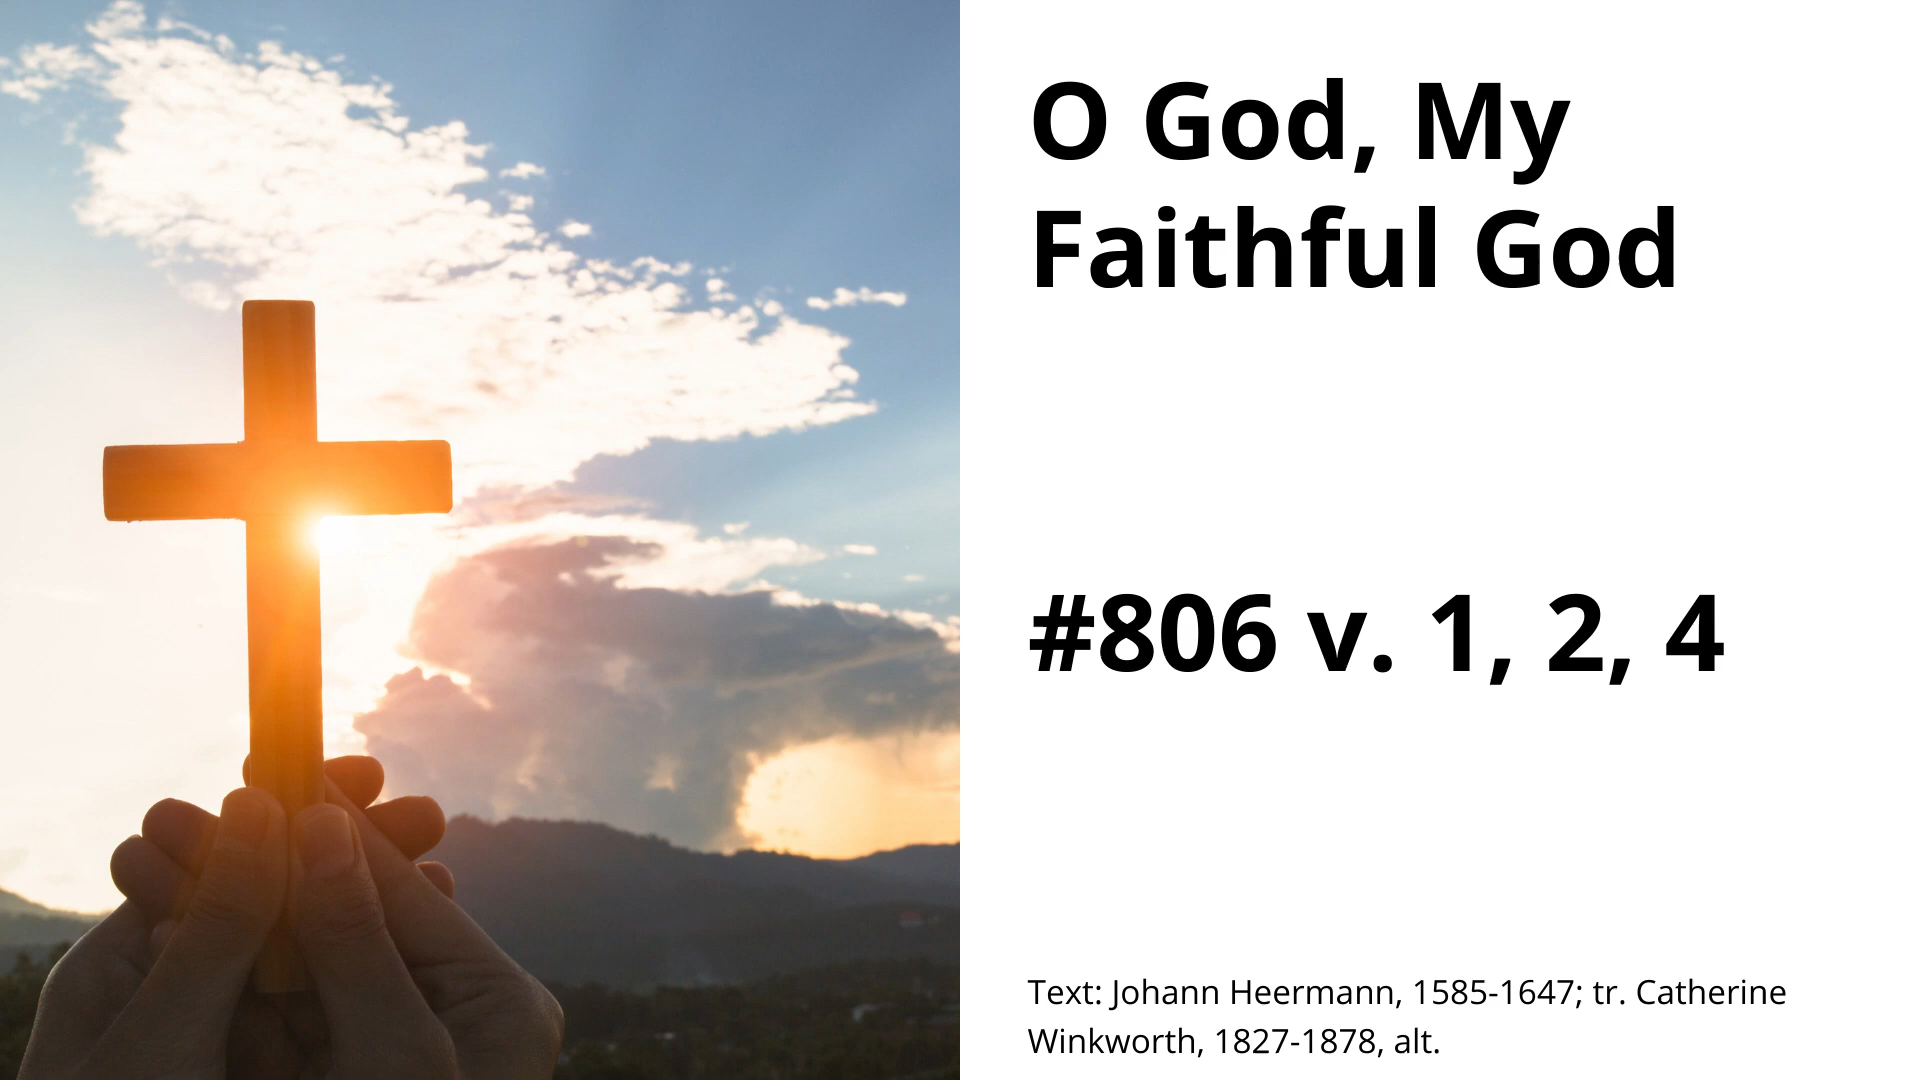 O God, My
Faithful God
#806 v. 1, 2, 4
Text: Johann Heermann, 1585-1647; tr. Catherine
Winkworth, 1827-1878, alt.